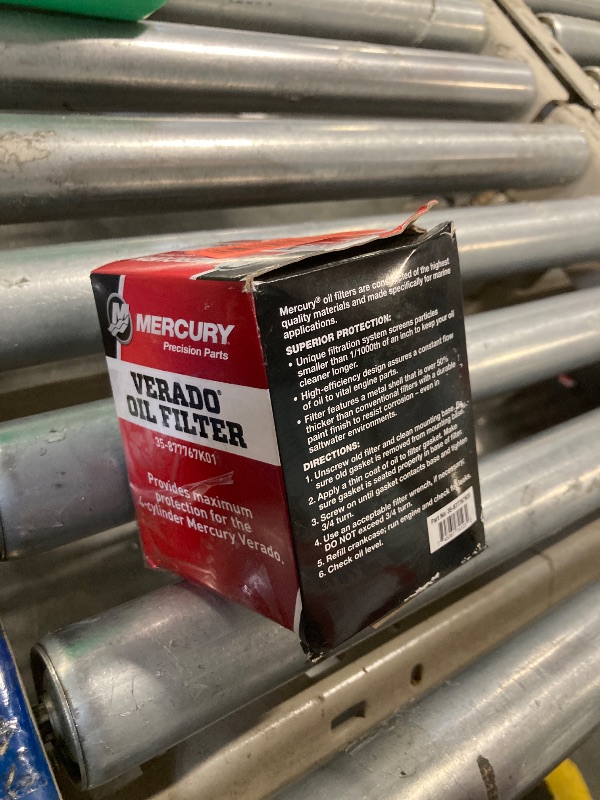 MERCURY
Precision Parts
VERADO®
OIL FILTER
35-877767K01
Provides maximum
protection for the
-cylinder Mercury Verado.
Mercury® oil filters are constructed of the highest
quality materials and made specifically for marine
applications.
SUPERIOR PROTECTION:
• Unique filtration system screens particles
smaller than 1/1000th of an inch to keep your oil
cleaner longer.
• High-efficiency design assures a constant flow
of oil to vital engine parts.
• Filter features a metal shell that is over 50%
thicker than conventional filters with a durable
paint finish to resist corrosion - even in
saltwater environments.
DIRECTIONS:
1. Unscrew old filter and clean mounting base. Be
sure old gasket is removed from mounting base.
2. Apply a thin coat of oil to filter gasket. Make
sure gasket is seated properly in base of filter.
3. Screw on until gasket contacts base and tighten
3/4 turn.
4. Use an acceptable filter wrench, if necessary.
DO NOT exceed 3/4 turn.
5. Refill crankcase; run engine and check for leaks.
6. Check oil level.